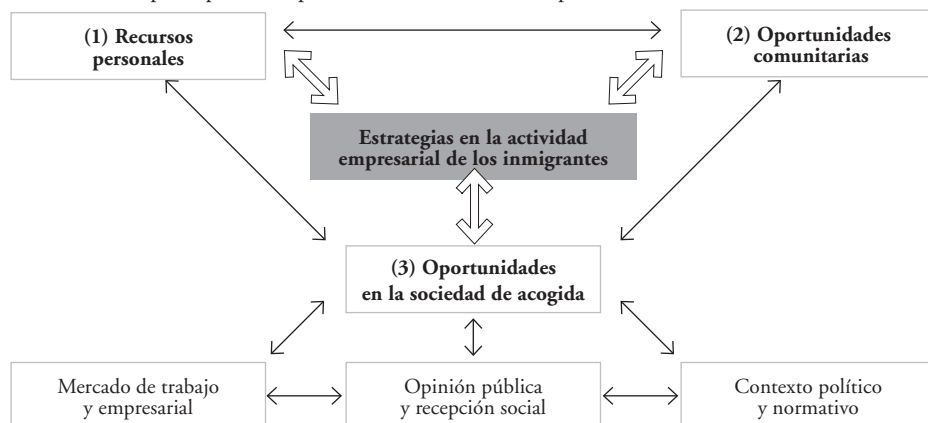 (1) Recursos
personales
(2) Oportunidades
comunitarias
Estrategias en la actividad
empresarial de los inmigrantes
(3) Oportunidades
en la sociedad de acogida
Mercado de trabajo
y empresarial
Opinión pública
y recepción social
Contexto político
y normativo